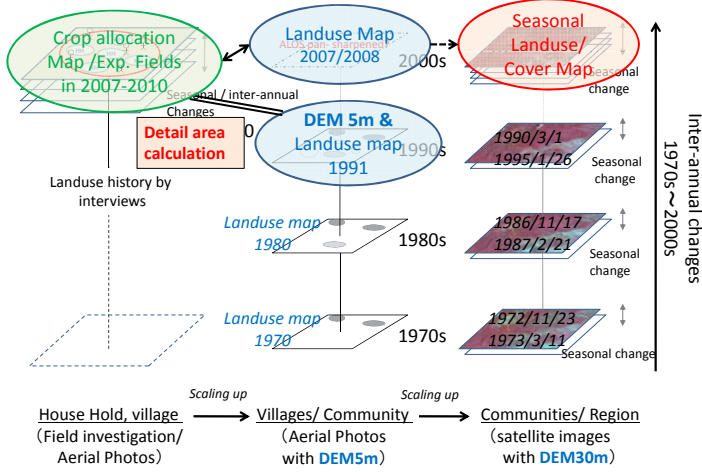 Crop allocation
Map /Exp. Fields
in 2007-2010
Landuse Map
2007/2008
ALOS pan- sharpened
2000s
Seasonal
Landuse/
Cover Map
Seasonal
change
Seasonal / inter-annual
Changes
Detail area
calculation
DEM 5m &
Landuse map
1991
1990s
1990/3/1
1995/1/26
Seasonal
change
Landuse history by
interviews
Landuse map
1980
1980s
1986/11/17
1987/2/21
Seasonal
change
Landuse map
1970
1970s
1972/11/23
1973/3/11
Seasonal change
Inter-annual changes
1970s～2000s
House Hold, village
（Field investigation/
Aerial Photos）
Scaling up
Villages/ Community
（Aerial Photos
with DEM5m）
Scaling up
Communities/ Region
（satellite images
with DEM30m）